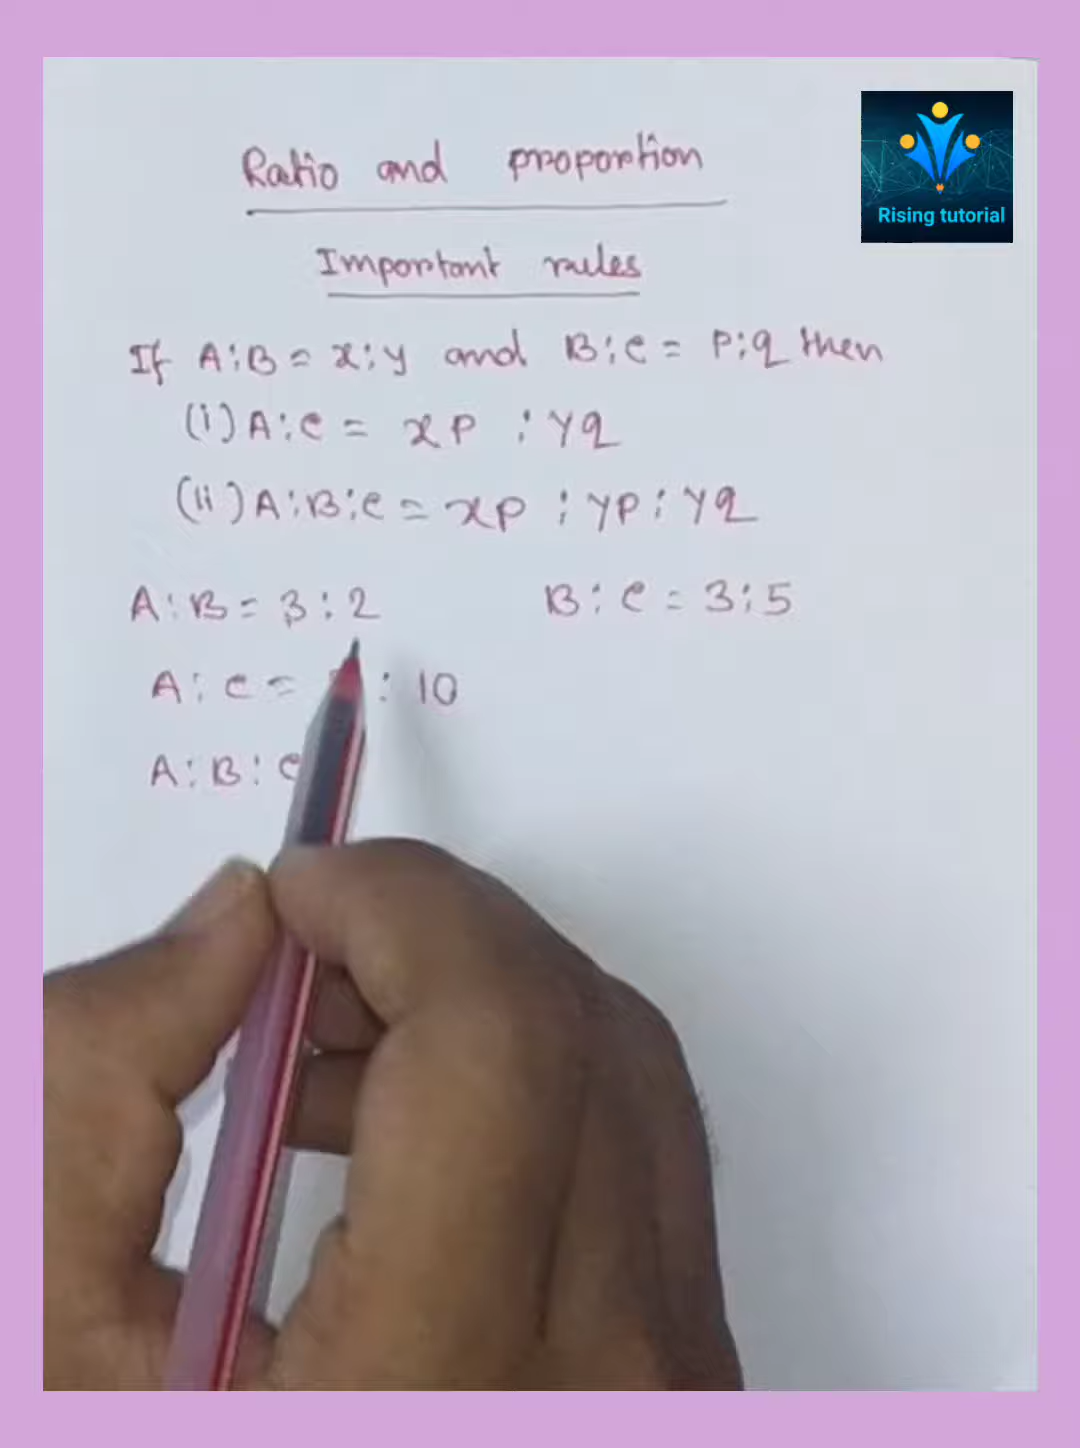 Rising tutorial
Ratio and proportion
Important rules
If A:B = x:y and B:C = P:q then
(i) A:C = xP : yq
(ii) A:B:C = xP : yP : yq
A:B = 3:2 B:C = 3:5
A:C = : 10
A:B:C